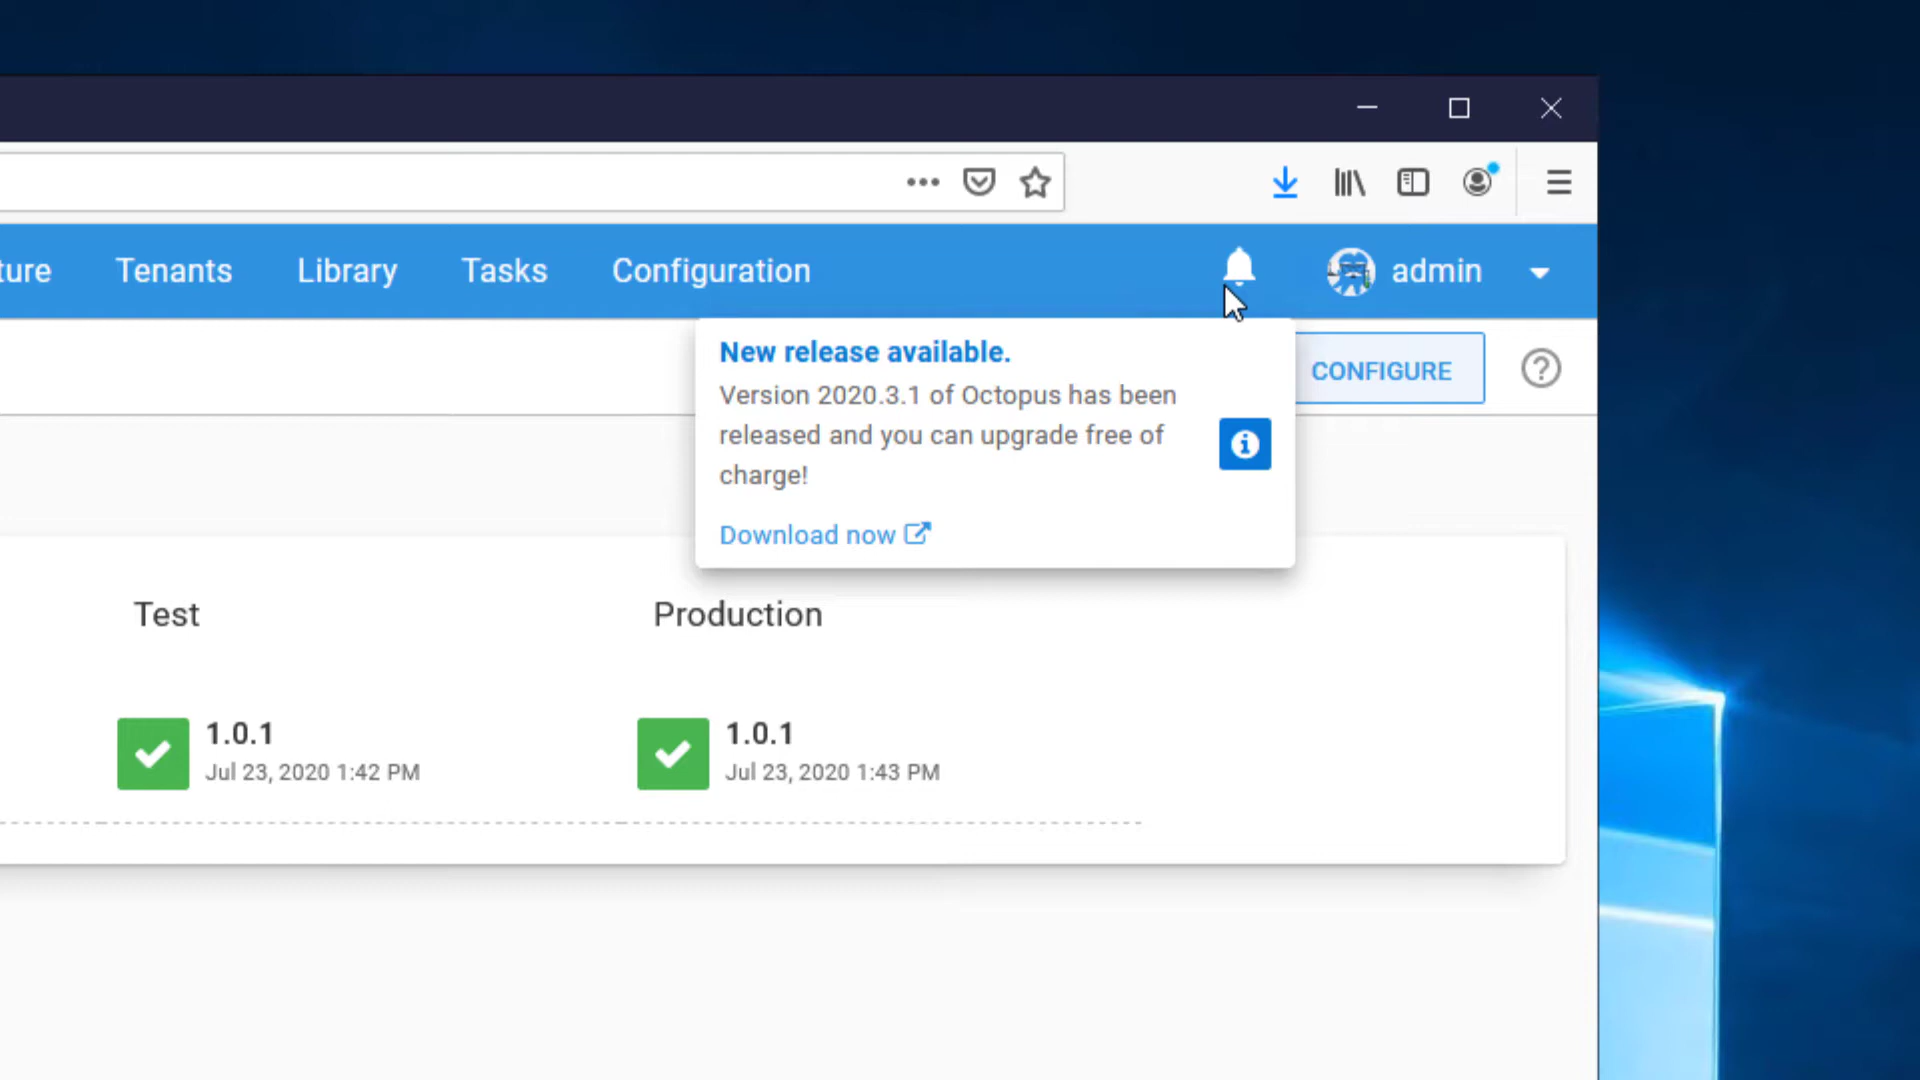 ture Tenants Library Tasks Configuration admin
New release available.
CONFIGURE
Version 2020.3.1 of Octopus has been
released and you can upgrade free of
charge!
Download now
Test Production
1.0.1 1.0.1
Jul 23, 2020 1:42 PM Jul 23, 2020 1:43 PM